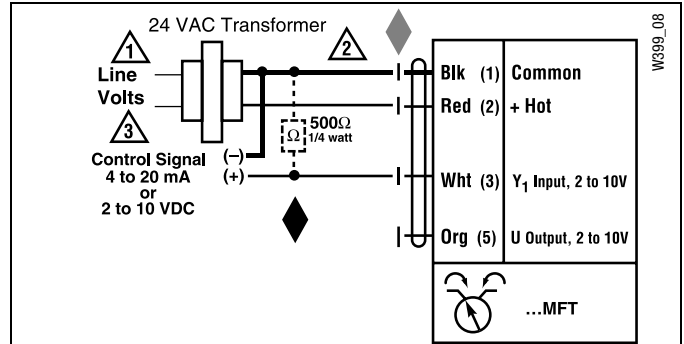 24 VAC Transformer
1
Line
Volts
2
3
Control Signal
4 to 20 mA
or
2 to 10 VDC
(–)
(+)
500Ω
1/4 watt
Ω
Blk (1) Common
Red (2) + Hot
Wht (3) Y1 Input, 2 to 10V
Org (5) U Output, 2 to 10V
...MFT
W399_08